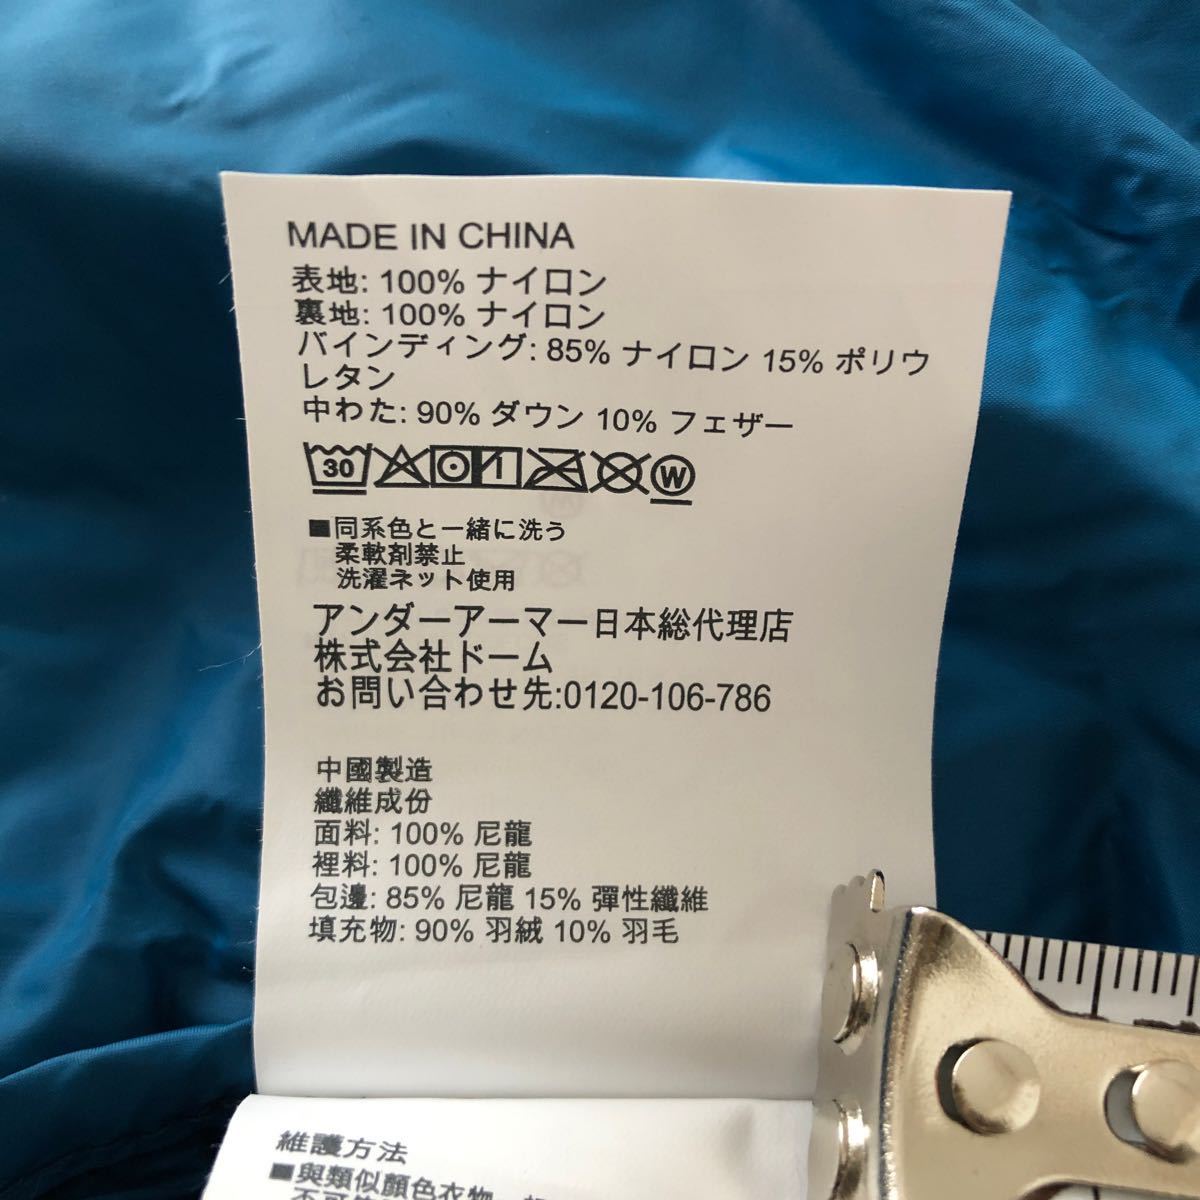 MADE IN CHINA
表地: 100% ナイロン
裏地: 100% ナイロン
バインディング: 85% ナイロン 15% ポリウ
レタン
中わた: 90% ダウン 10% フェザー
30 W
■同系色と一緒に洗う
柔軟剤禁止
洗濯ネット使用
アンダーアーマー日本総代理店
株式会社ドーム
お問い合わせ先:0120-106-786
中國製造
纖維成份
面料: 100% 尼龍
裡料: 100% 尼龍
包邊: 85% 尼龍 15% 彈性纖維
填充物: 90% 羽絨 10% 羽毛
維護方法
■與類似顏色衣物